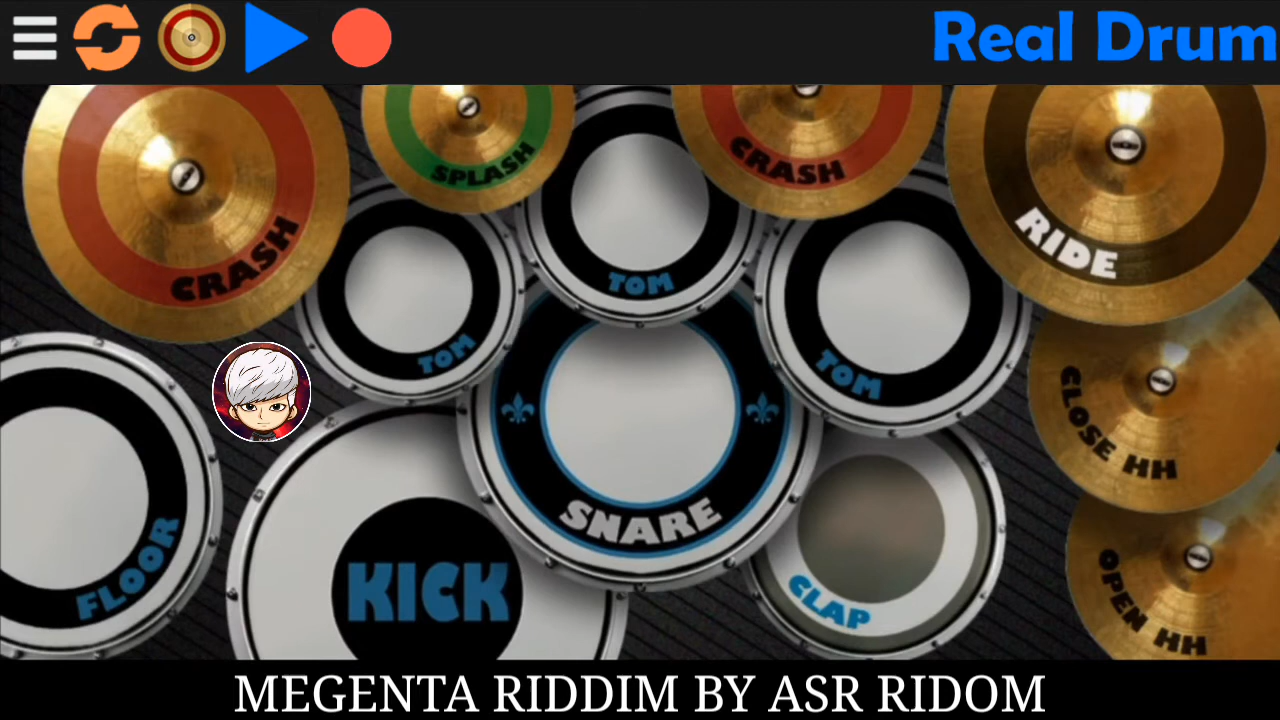 Real Drum
CRASH
SPLASH
CRASH
RIDE
TOM
TOM
TOM
CLOSE HH
SNARE
FLOOR
KICK
CLAP
OPEN HH
MEGENTA RIDDIM BY ASR RIDOM